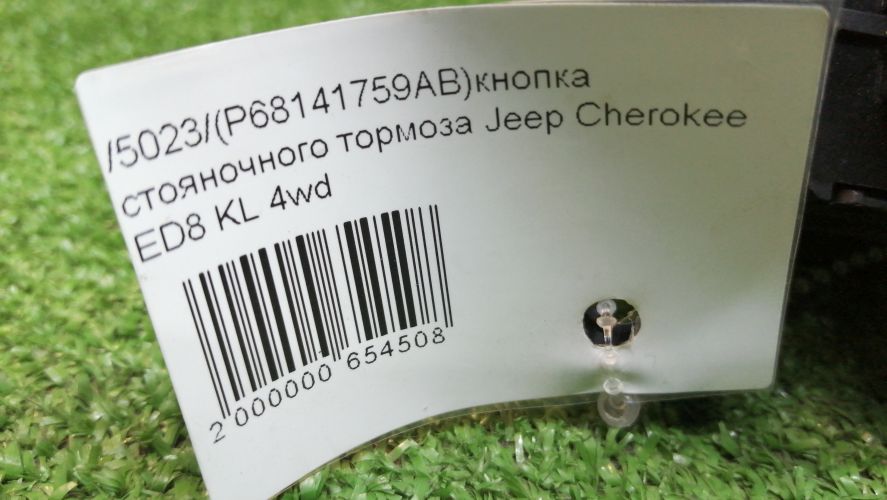 /5023/(P68141759AB)кнопка
стояночного тормоза Jeep Cherokee
ED8 KL 4wd
2 000000 654508